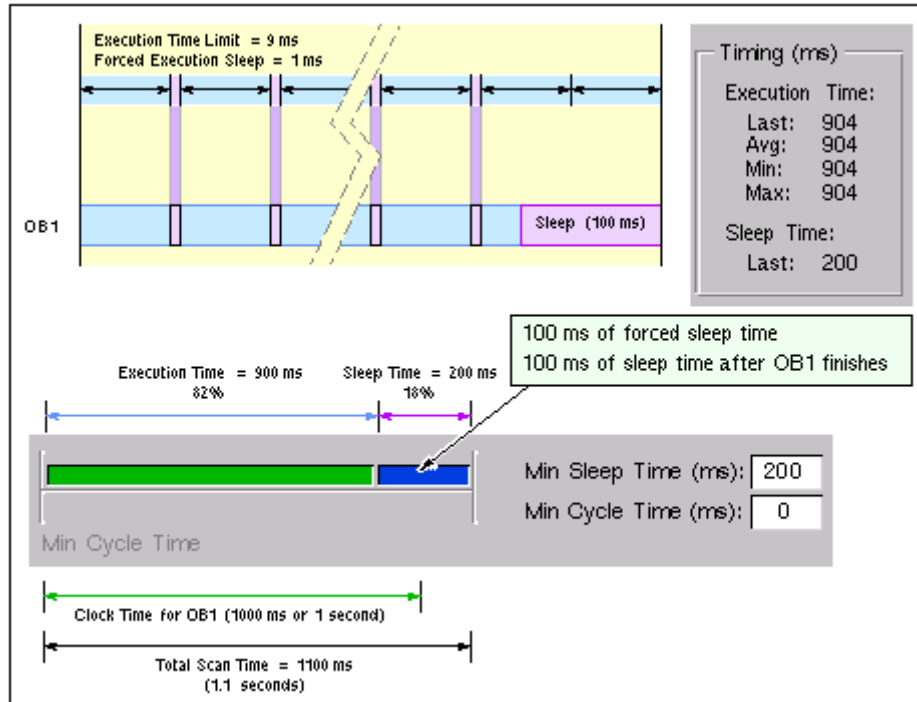 Execution Time Limit = 9 ms
Forced Execution Sleep = 1 ms
OB1
Sleep (100 ms)
Timing (ms)
Execution Time:
Last: 904
Avg: 904
Min: 904
Max: 904
Sleep Time:
Last: 200
100 ms of forced sleep time
100 ms of sleep time after OB1 finishes
Execution Time = 900 ms
82%
Sleep Time = 200 ms
18%
Min Sleep Time (ms): 200
Min Cycle Time (ms): 0
Min Cycle Time
Clock Time for OB1 (1000 ms or 1 second)
Total Scan Time = 1100 ms
(1.1 seconds)